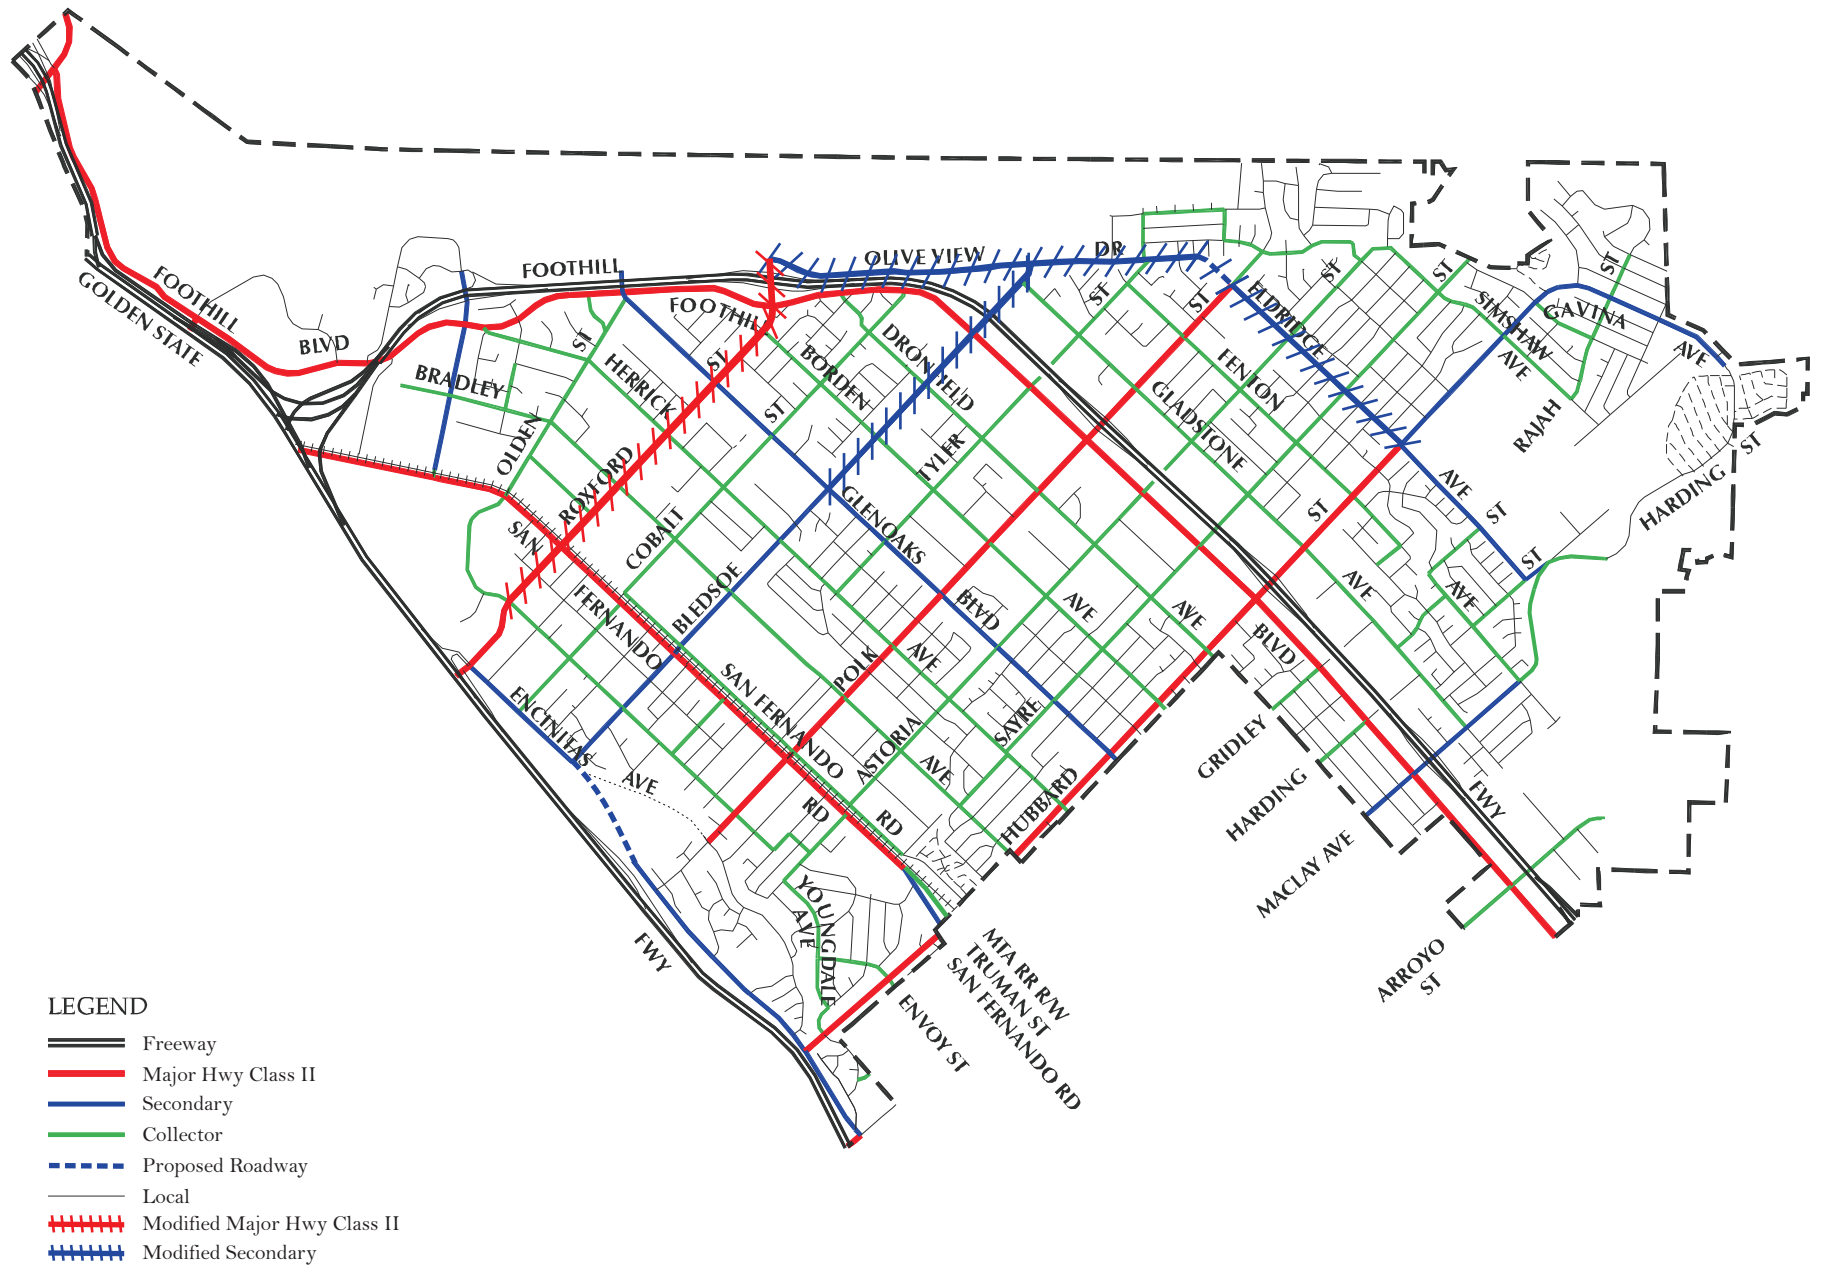 FOOTHILL
BLVD
GOLDEN STATE
FOOTHILL
FOOTHILL
OLIVE VIEW
DR
ELDRIDGE
AVE
ST
ST
ST
ST
ST
SIMSHAW
AVE
GAVINA
AVE
ST
RAJAH
HARDING
ST
BRADLEY
ST
OLDEN
HERRICK
ST
ROXFORD
BORDEN
ST
COBALT
DRONFIELD
TYLER
GLADSTONE
FENTON
ST
ST
AVE
AVE
SAN
FERNANDO
BLEDSOE
GLENOAKS
BLVD
AVE
AVE
BLVD
ENCINITAS
AVE
SAN FERNANDO
RD
RD
POLK
AVE
ASTORIA
AVE
SAYRE
HUBBARD
GRIDLEY
HARDING
MACLAY AVE
FWY
ARROYO
ST
YOUNGDALE
AVE
FWY
ENVOY ST
MTA RR R/W
TRUMAN ST
SAN FERNANDO RD
LEGEND
Freeway
Major Hwy Class II
Secondary
Collector
Proposed Roadway
Local
Modified Major Hwy Class II
Modified Secondary